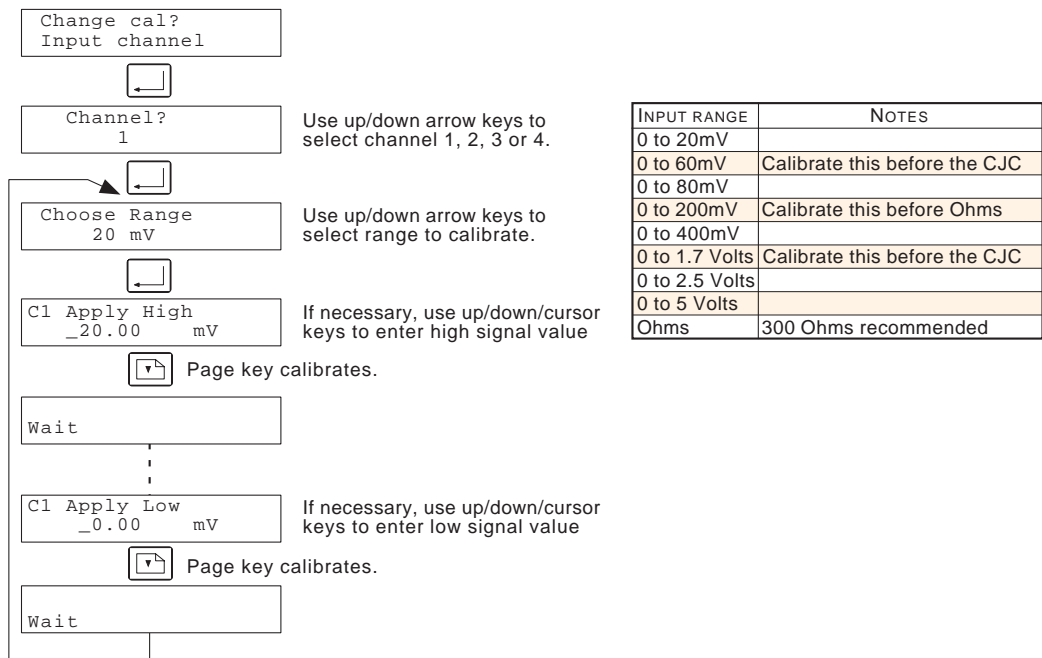 Change cal?
Input channel
Channel?
1
Use up/down arrow keys to
select channel 1, 2, 3 or 4.
Choose Range
20 mV
Use up/down arrow keys to
select range to calibrate.
C1 Apply High
_20.00 mV
If necessary, use up/down/cursor
keys to enter high signal value
Page key calibrates.
Wait
C1 Apply Low
_0.00 mV
If necessary, use up/down/cursor
keys to enter low signal value
Page key calibrates.
Wait
INPUT RANGE NOTES
0 to 20mV
0 to 60mV Calibrate this before the CJC
0 to 80mV
0 to 200mV Calibrate this before Ohms
0 to 400mV
0 to 1.7 Volts Calibrate this before the CJC
0 to 2.5 Volts
0 to 5 Volts
Ohms 300 Ohms recommended